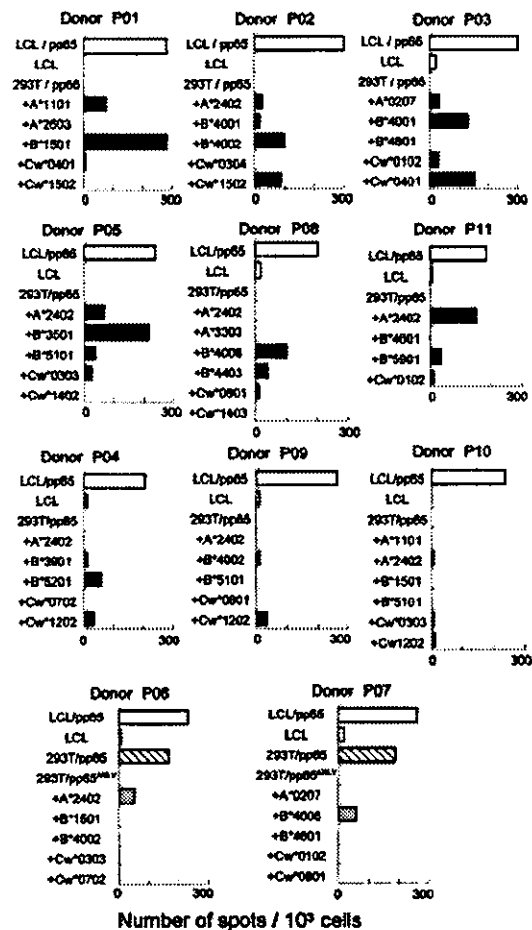 Donor P01
LCL / pp65
LCL
293T / pp65
+A*1101
+A*2603
+B*1501
+Cw*0401
+Cw*1502
300
Donor P02
LCL / pp65
LCL
293T / pp65
+A*2402
+B*4001
+B*4002
+Cw*0304
+Cw*1502
0
300
Donor P03
LCL / pp65
LCL
293T / pp65
+A*0207
+B*4001
+B*4601
+Cw*0102
+Cw*0401
0
300
Donor P05
LCL/pp65
LCL
293T/pp65
+A*2402
+B*3501
+B*5101
+Cw*0303
+Cw*1402
0
300
Donor P08
LCL/pp65
LCL
293T/pp65
+A*2402
+A*3303
+B*4006
+B*4403
+Cw*0801
+Cw*1403
0
300
Donor P11
LCL/pp65
LCL
293T/pp65
+A*2402
+B*4601
+B*5901
+Cw*0102
0
300
Donor P04
LCL/pp65
LCL
293T/pp65
+A*2402
+B*3901
+B*5201
+Cw*0702
+Cw*1202
0
300
Donor P09
LCL/pp65
LCL
293T/pp65
+A*2402
+B*4002
+B*5101
+Cw*0801
+Cw*1202
0
300
Donor P10
LCL/pp65
LCL
293T/pp65
+A*1101
+A*2402
+B*1501
+B*5101
+Cw*0303
+Cw1202
0
300
Donor P06
LCL/pp65
LCL
293T/pp65
293T/pp65
+A*2402
+B*1501
+B*4002
+Cw*0303
+Cw*0702
0
300
Donor P07
LCL/pp65
LCL
293T/pp65
293T/pp65
+A*0207
+B*4006
+B*4601
+Cw*0102
+Cw*0801
0
300
Number of spots / 10³ cells